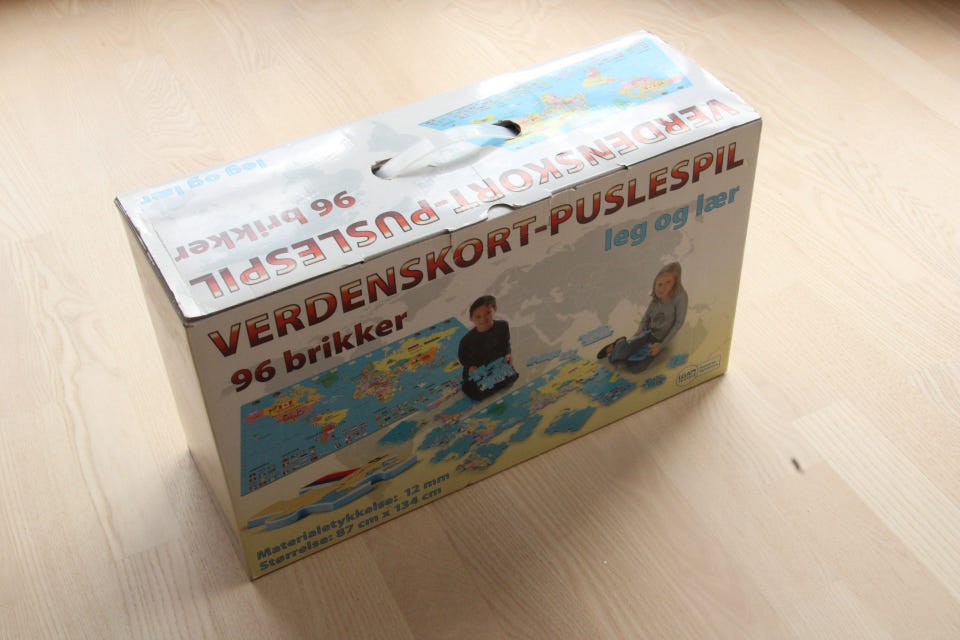 leg og lær
96 brikker
VERDENSKORT-PUSLESPIL
VERDENSKORT-PUSLESPIL
leg og lær
96 brikker
Materialetykkelse: 12 mm
Størrelse: 87 cm x 134 cm